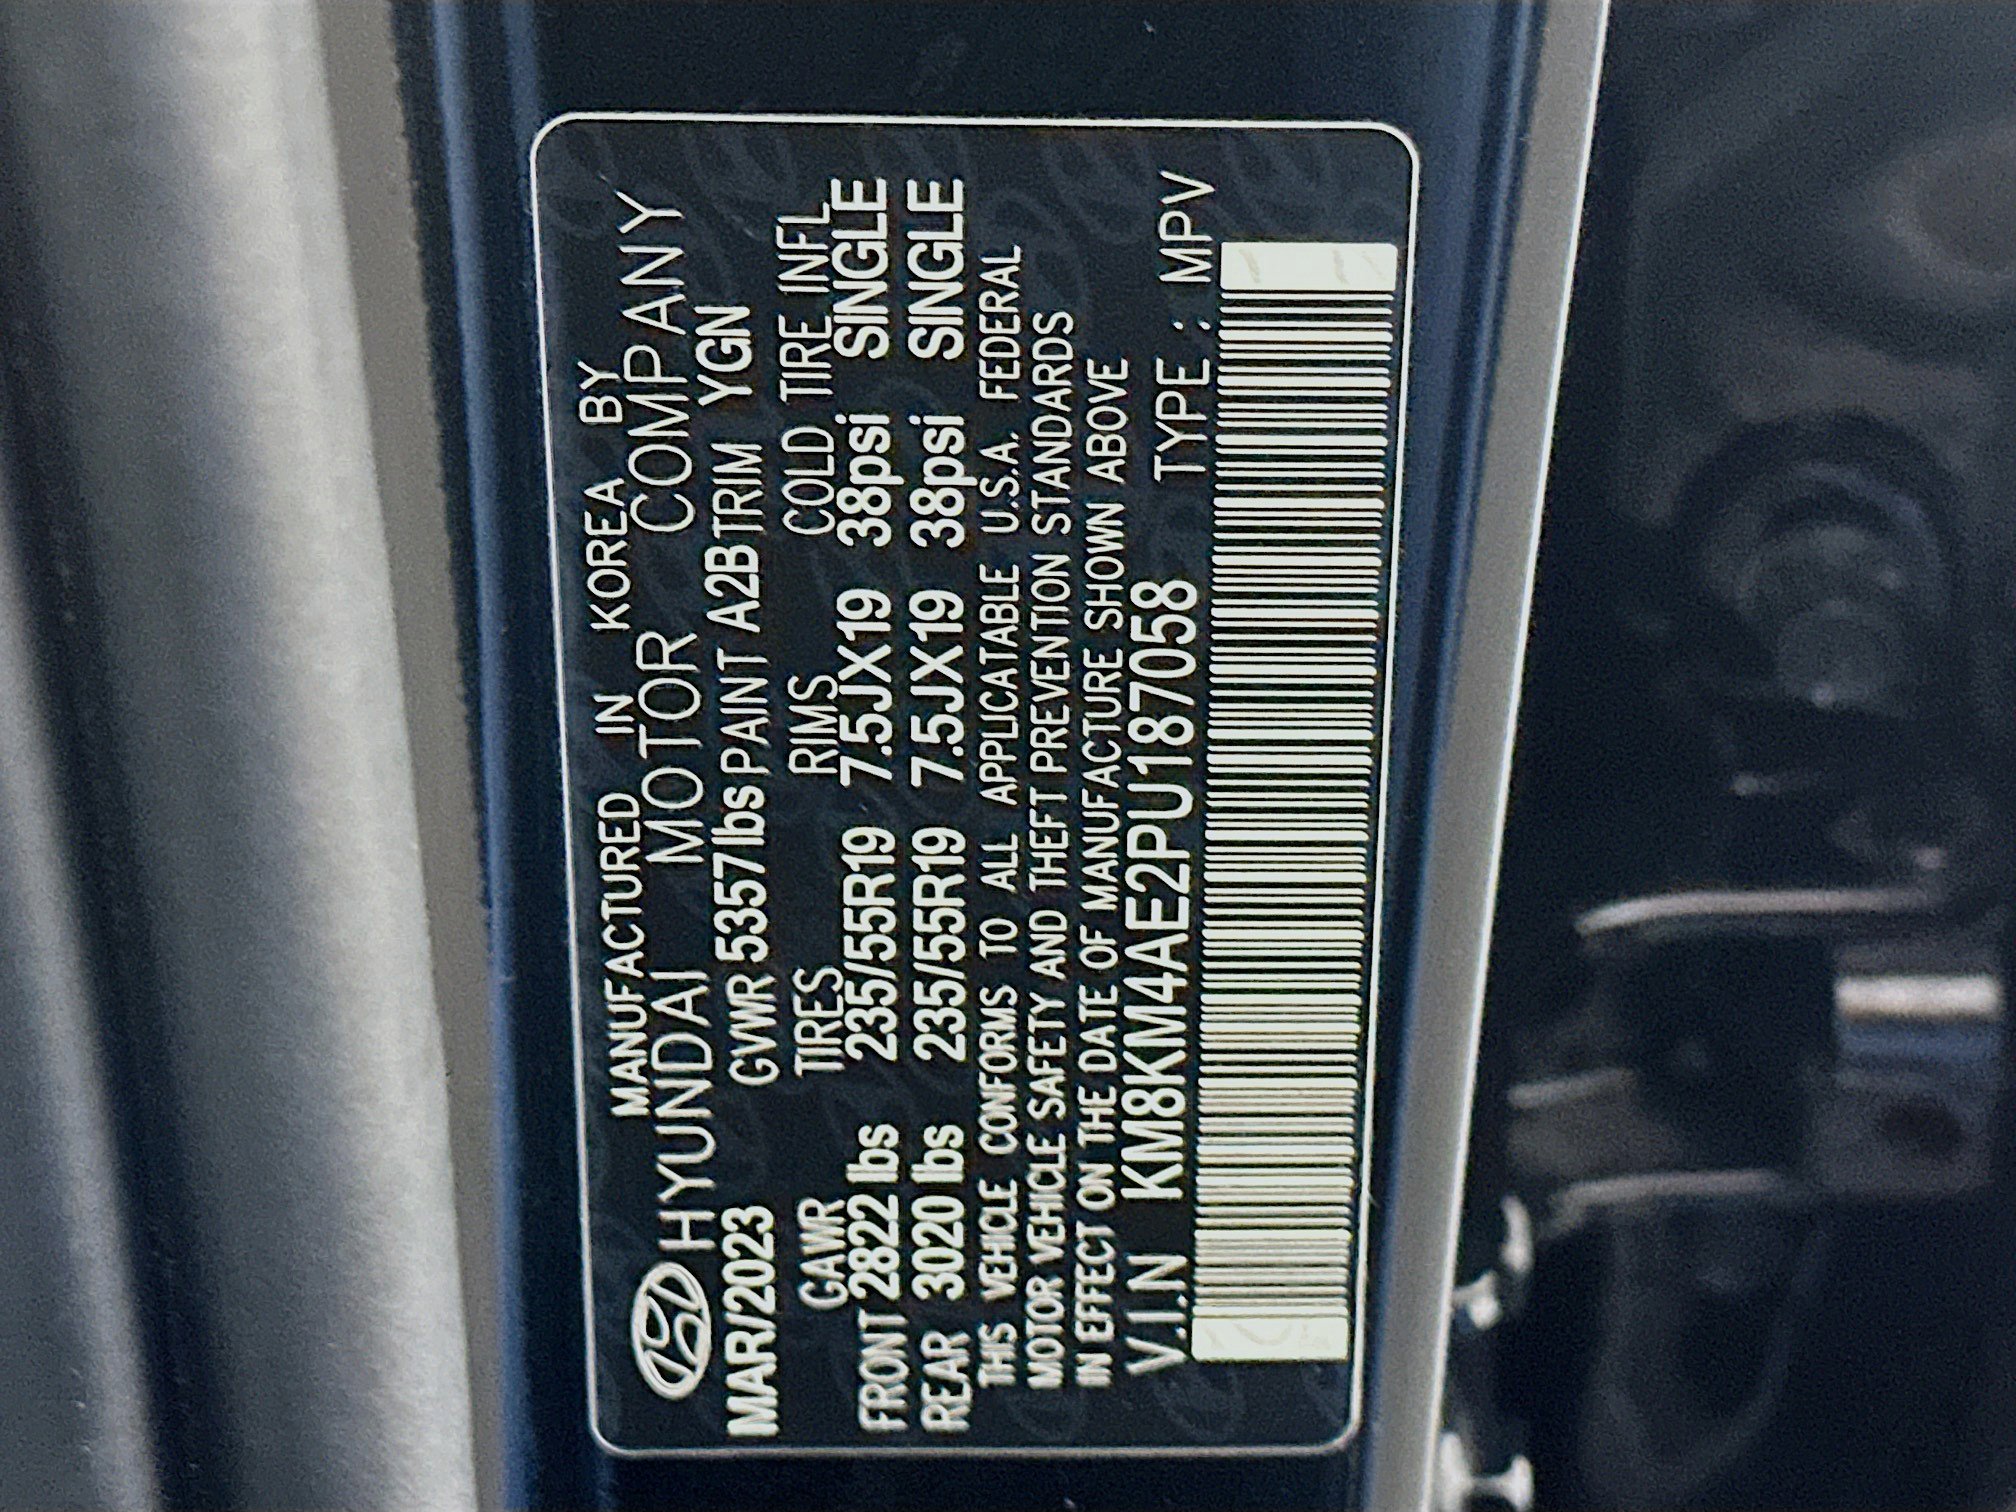 MANUFACTURED IN KOREA BY
HYUNDAI MOTOR COMPANY
MAR/2023 GVWR 5357lbs PAINT A2B TRIM YGN
GAWR TIRES RIMS COLD TIRE INFL
FRONT 2822 lbs 235/55R19 7.5JX19 38psi SINGLE
REAR 3020 lbs 235/55R19 7.5JX19 38psi SINGLE
THIS VEHICLE CONFORMS TO ALL APPLICATABLE U.S.A. FEDERAL
MOTOR VEHICLE SAFETY AND THEFT PREVENTION STANDARDS
IN EFFECT ON THE DATE OF MANUFACTURE SHOWN ABOVE
V.I.N KM8KM4AE2PU187058 TYPE : MPV